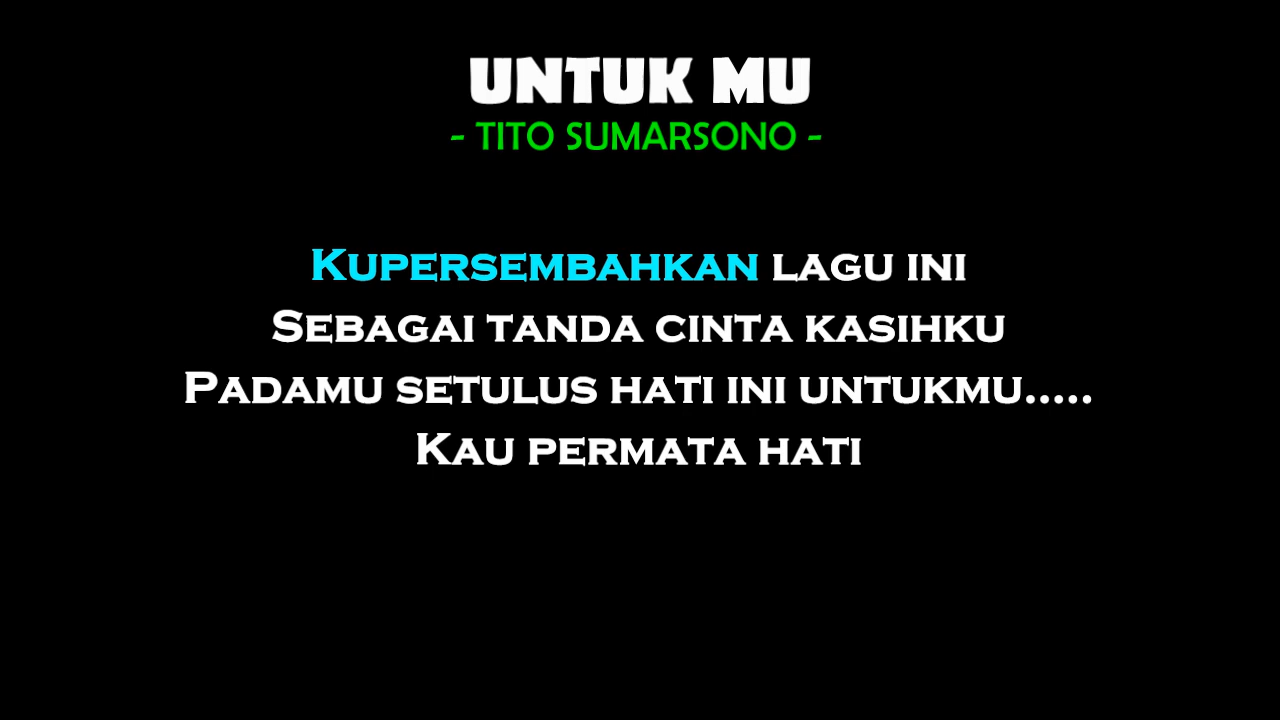 UNTUK MU
- TITO SUMARSONO -
Kupersembahkan lagu ini
Sebagai tanda cinta kasihku
Padamu setulus hati ini untukmu.....
Kau permata hati